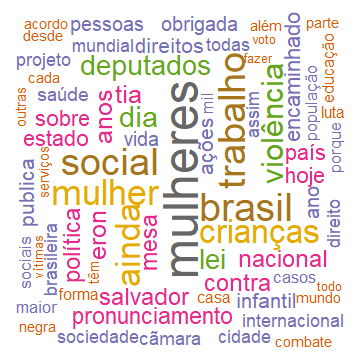 acordo pessoas obrigada além parte
desde mundial direitos todas voto
projeto deputados fazer
cada tia mil
outras saúde anos dia ações
sobre vida
estado
serviços social
mulheres
trabalho
assim
violência
encaminhado
população
porque
educação
luta
país
hoje
mulher brasil
publica
sociais
vítimas
brasileira
política
eron
ainda
mesa crianças
ano
direito
lei nacional
têm contra casos todo
forma salvador casa infantil mundo
maior pronunciamento internacional
negra sociedade câmara cidade combate